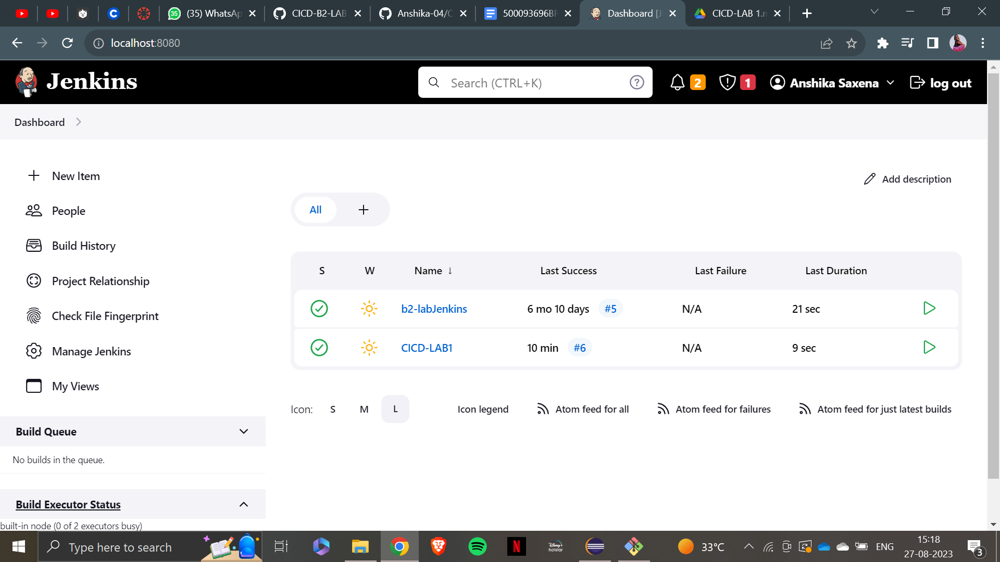 35
(35) WhatsAp
CICD-B2-LAB
Anshika-04/C
500093696BR
Dashboard [J
CICD-LAB 1.
localhost:8080
Jenkins
Search (CTRL+K)
2
1
Anshika Saxena
log out
Dashboard
New Item
People
Build History
Project Relationship
Check File Fingerprint
Manage Jenkins
My Views
Build Queue
No builds in the queue.
Build Executor Status
built-in node (0 of 2 executors busy)
Add description
All
S W Name ↓ Last Success Last Failure Last Duration
b2-labJenkins 6 mo 10 days #5 N/A 21 sec
CICD-LAB1 10 min #6 N/A 9 sec
Icon: S M L Icon legend Atom feed for all Atom feed for failures Atom feed for just latest builds
Type here to search
Disney+
hotstar
33°C
ENG
15:18
27-08-2023
3